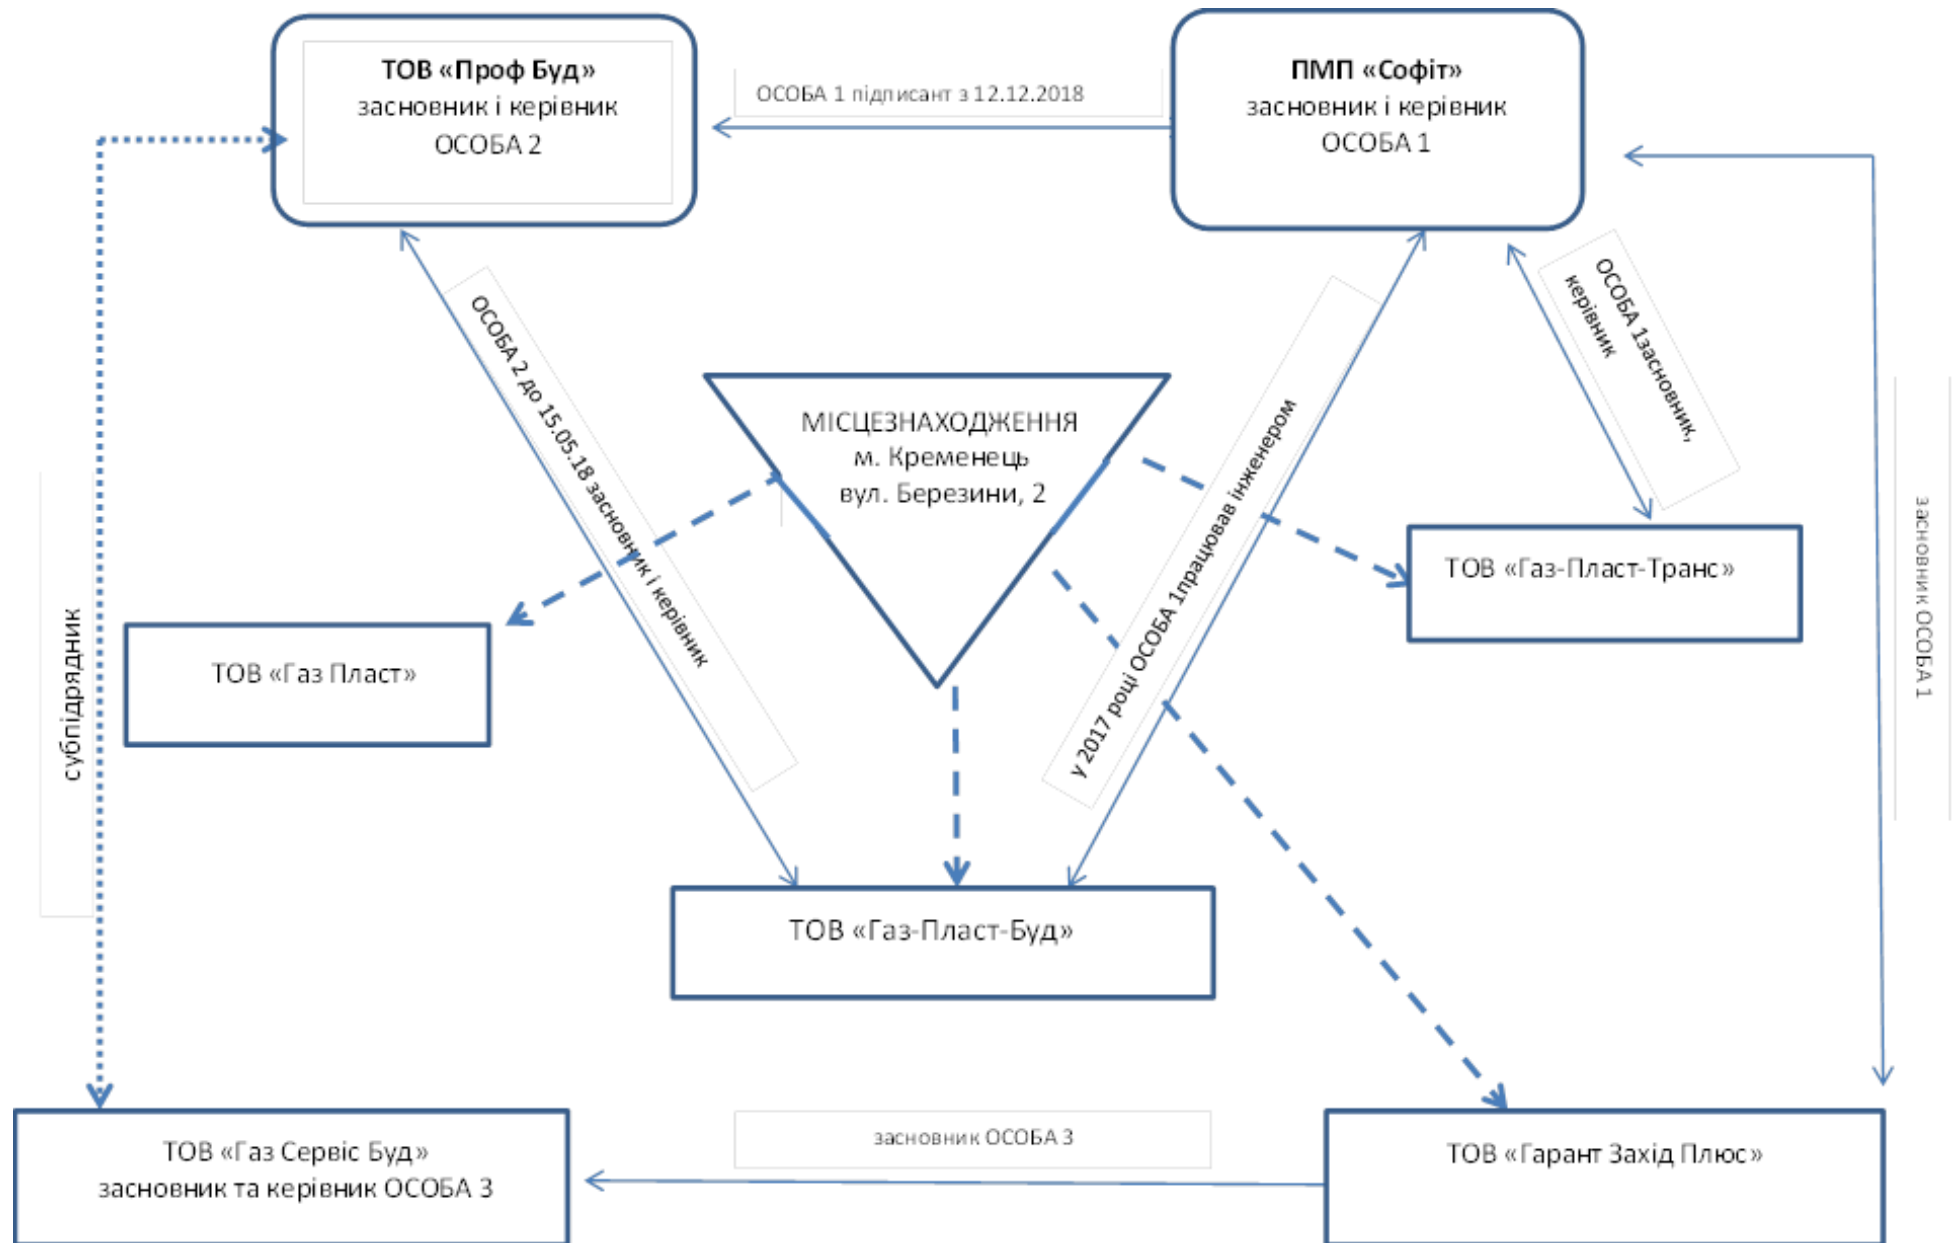 ТОВ «Проф Буд»
засновник і керівник
ОСОБА 2
ОСОБА 1 підписант з 12.12.2018
ПМП «Софіт»
засновник і керівник
ОСОБА 1
ОСОБА 2 до 15.05.18 засновник і керівник
МІСЦЕЗНАХОДЖЕННЯ
м. Кременець
вул. Березини, 2
у 2017 році ОСОБА 1працював інженером
ОСОБА 1засновник,
керівник
ТОВ «Газ-Пласт-Транс»
засновник ОСОБА 1
субпідрядник
ТОВ «Газ Пласт»
ТОВ «Газ-Пласт-Буд»
ТОВ «Газ Сервіс Буд»
засновник та керівник ОСОБА 3
засновник ОСОБА 3
ТОВ «Гарант Захід Плюс»